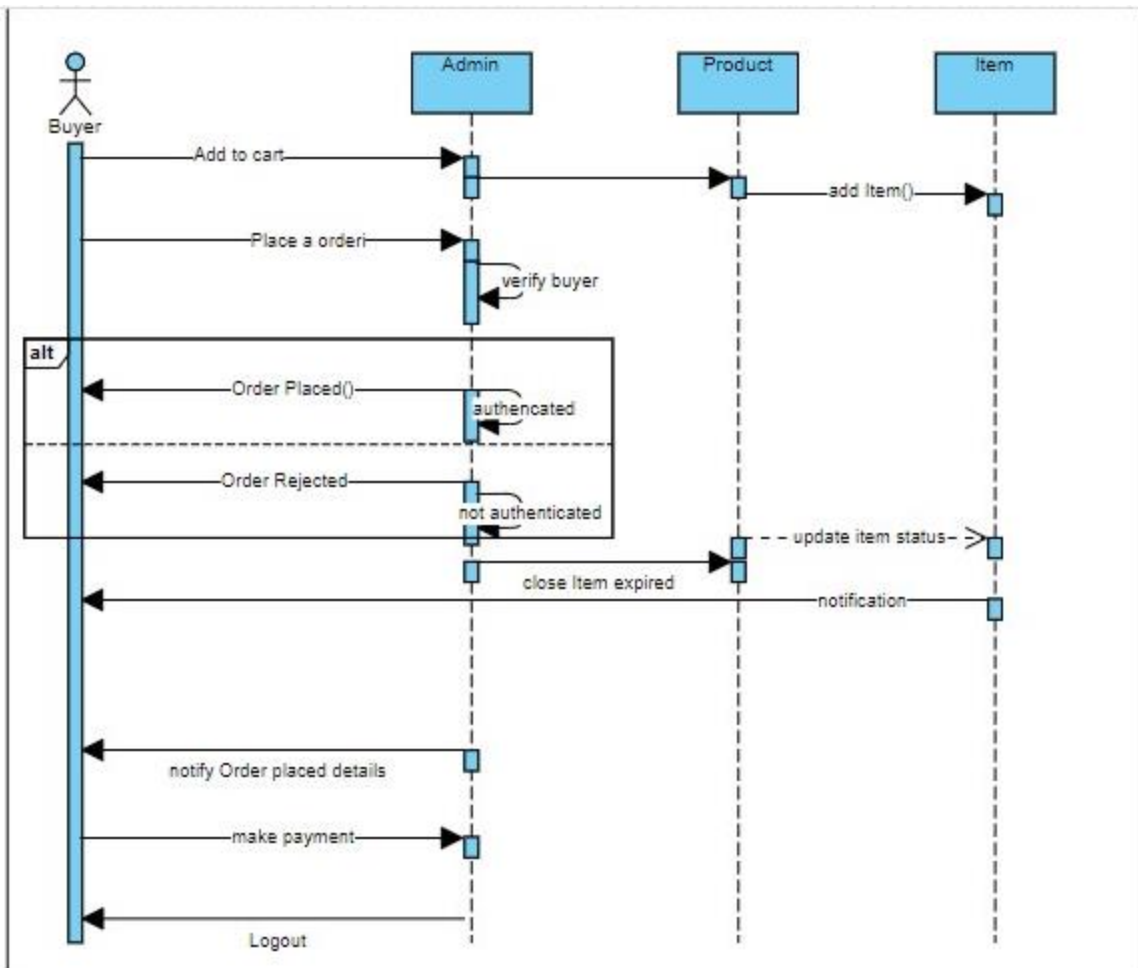 Admin
Product
Item
Buyer
Add to cart
add Item()
Place a orderi
verify buyer
alt
Order Placed()
authencated
Order Rejected
not authenticated
update item status
close Item expired
notification
notify Order placed details
make payment
Logout